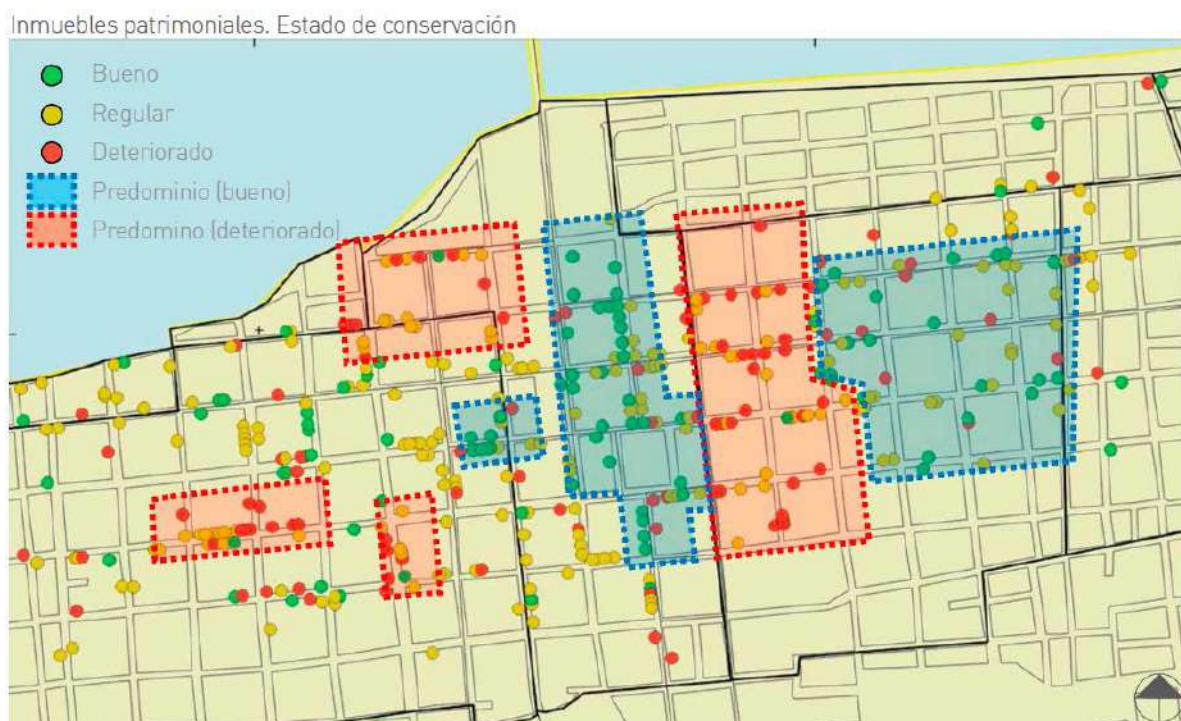 Inmuebles patrimoniales. Estado de conservación
Bueno
Regular
Deteriorado
Predominio (bueno)
Predomino (deteriorado)